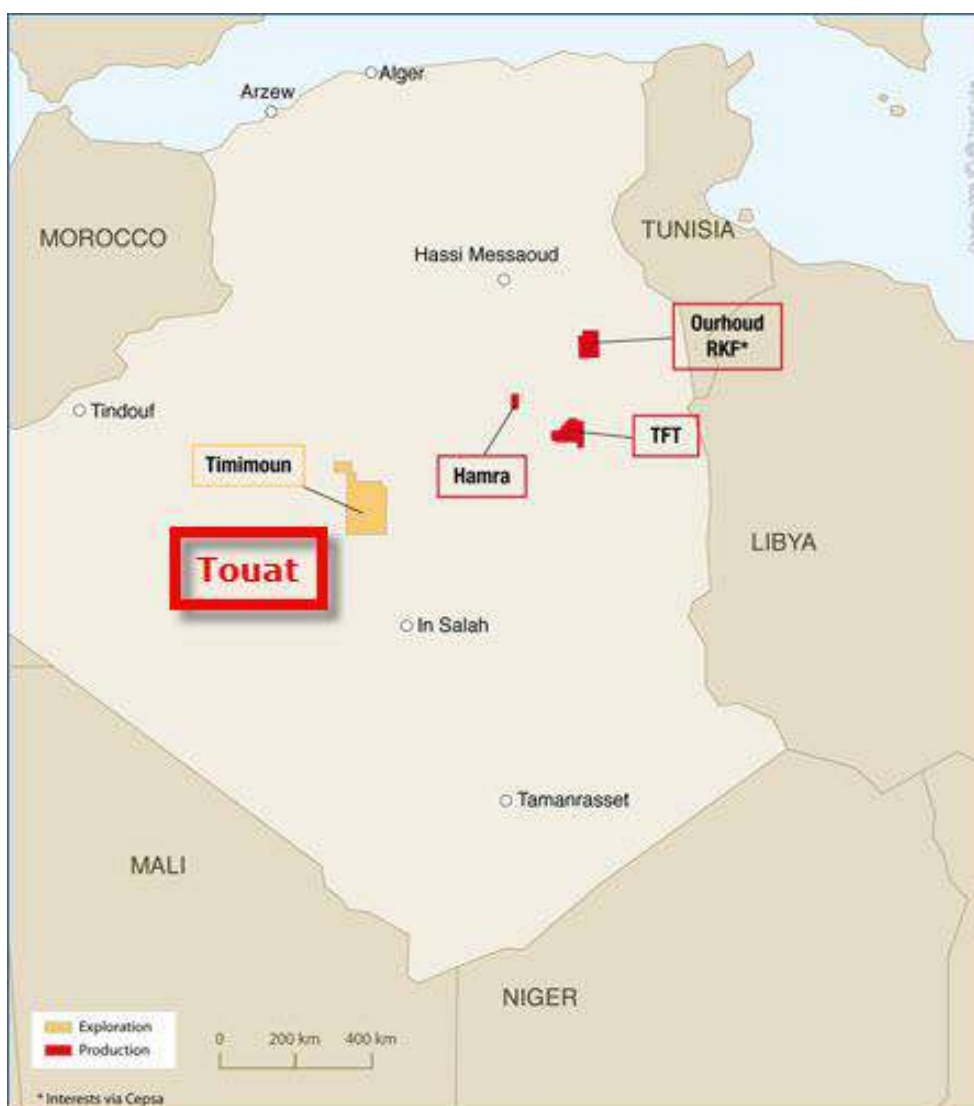 Alger
Arzew
MOROCCO
TUNISIA
Hassi Messaoud
Ourhoud
RKF*
Tindouf
TFT
Timimoun
Hamra
LIBYA
Touat
In Salah
Tamanrasset
MALI
NIGER
Exploration
Production
0 200 km 400 km
* Interests via Cepsa